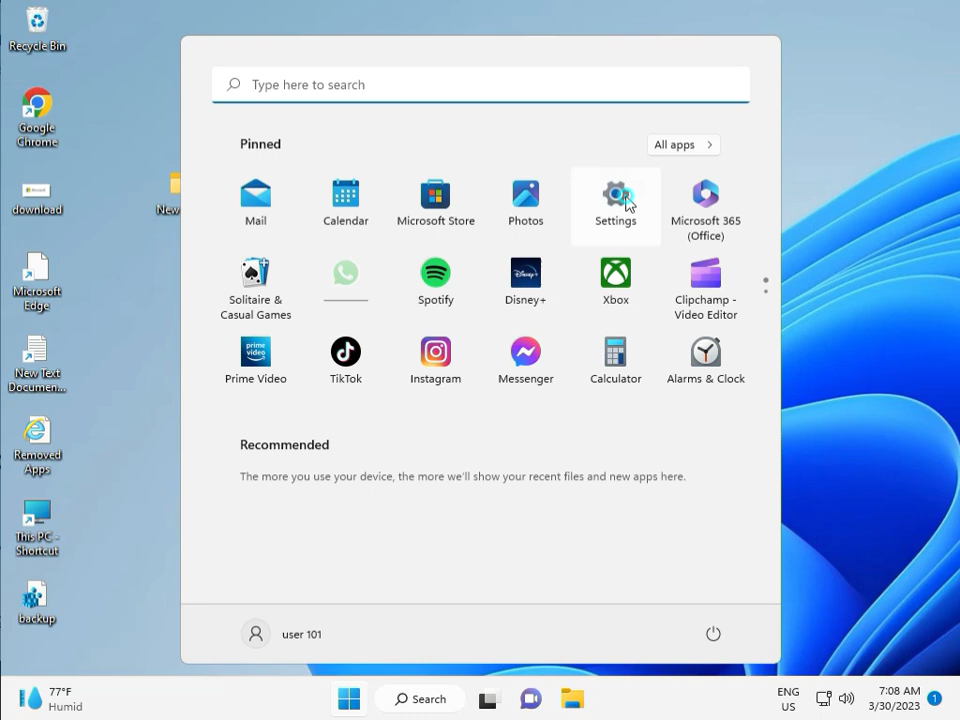 Recycle Bin
Google
Chrome
download
New
Microsoft
Edge
New Text
Documen...
Removed
Apps
This PC -
Shortcut
backup
Type here to search
Pinned
All apps
Mail
Calendar
Microsoft Store
Photos
Settings
Microsoft 365
(Office)
Solitaire &
Casual Games
Spotify
Disney+
Xbox
Clipchamp -
Video Editor
prime
video
Prime Video
TikTok
Instagram
Messenger
Calculator
Alarms & Clock
Recommended
The more you use your device, the more we'll show your recent files and new apps here.
user 101
77°F
Humid
Search
ENG
US
7:08 AM
3/30/2023
1